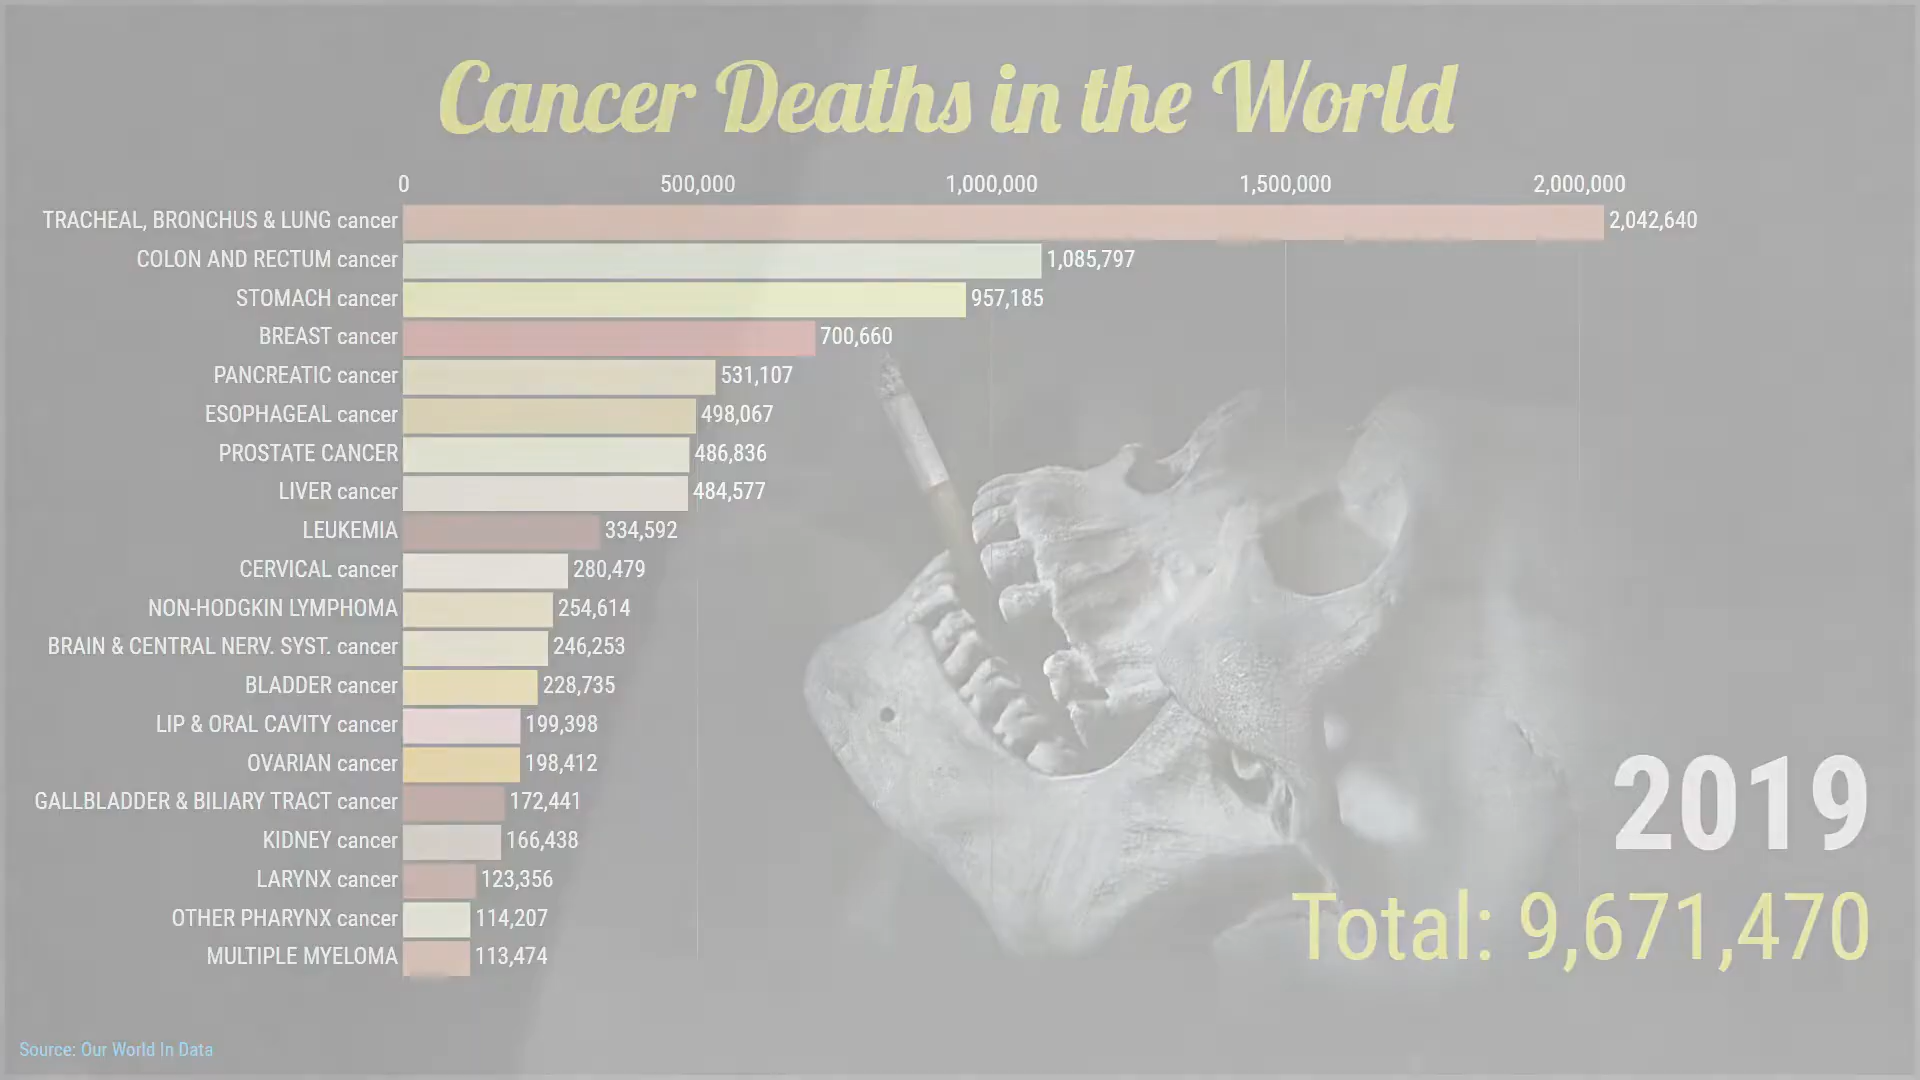 Cancer Deaths in the World
0 500,000 1,000,000 1,500,000 2,000,000
TRACHEAL, BRONCHUS & LUNG cancer 2,042,640
COLON AND RECTUM cancer 1,085,797
STOMACH cancer 957,185
BREAST cancer 700,660
PANCREATIC cancer 531,107
ESOPHAGEAL cancer 498,067
PROSTATE CANCER 486,836
LIVER cancer 484,577
LEUKEMIA 334,592
CERVICAL cancer 280,479
NON-HODGKIN LYMPHOMA 254,614
BRAIN & CENTRAL NERV. SYST. cancer 246,253
BLADDER cancer 228,735
LIP & ORAL CAVITY cancer 199,398
OVARIAN cancer 198,412
GALLBLADDER & BILIARY TRACT cancer 172,441
KIDNEY cancer 166,438
LARYNX cancer 123,356
OTHER PHARYNX cancer 114,207
MULTIPLE MYELOMA 113,474
2019
Total: 9,671,470
Source: Our World In Data